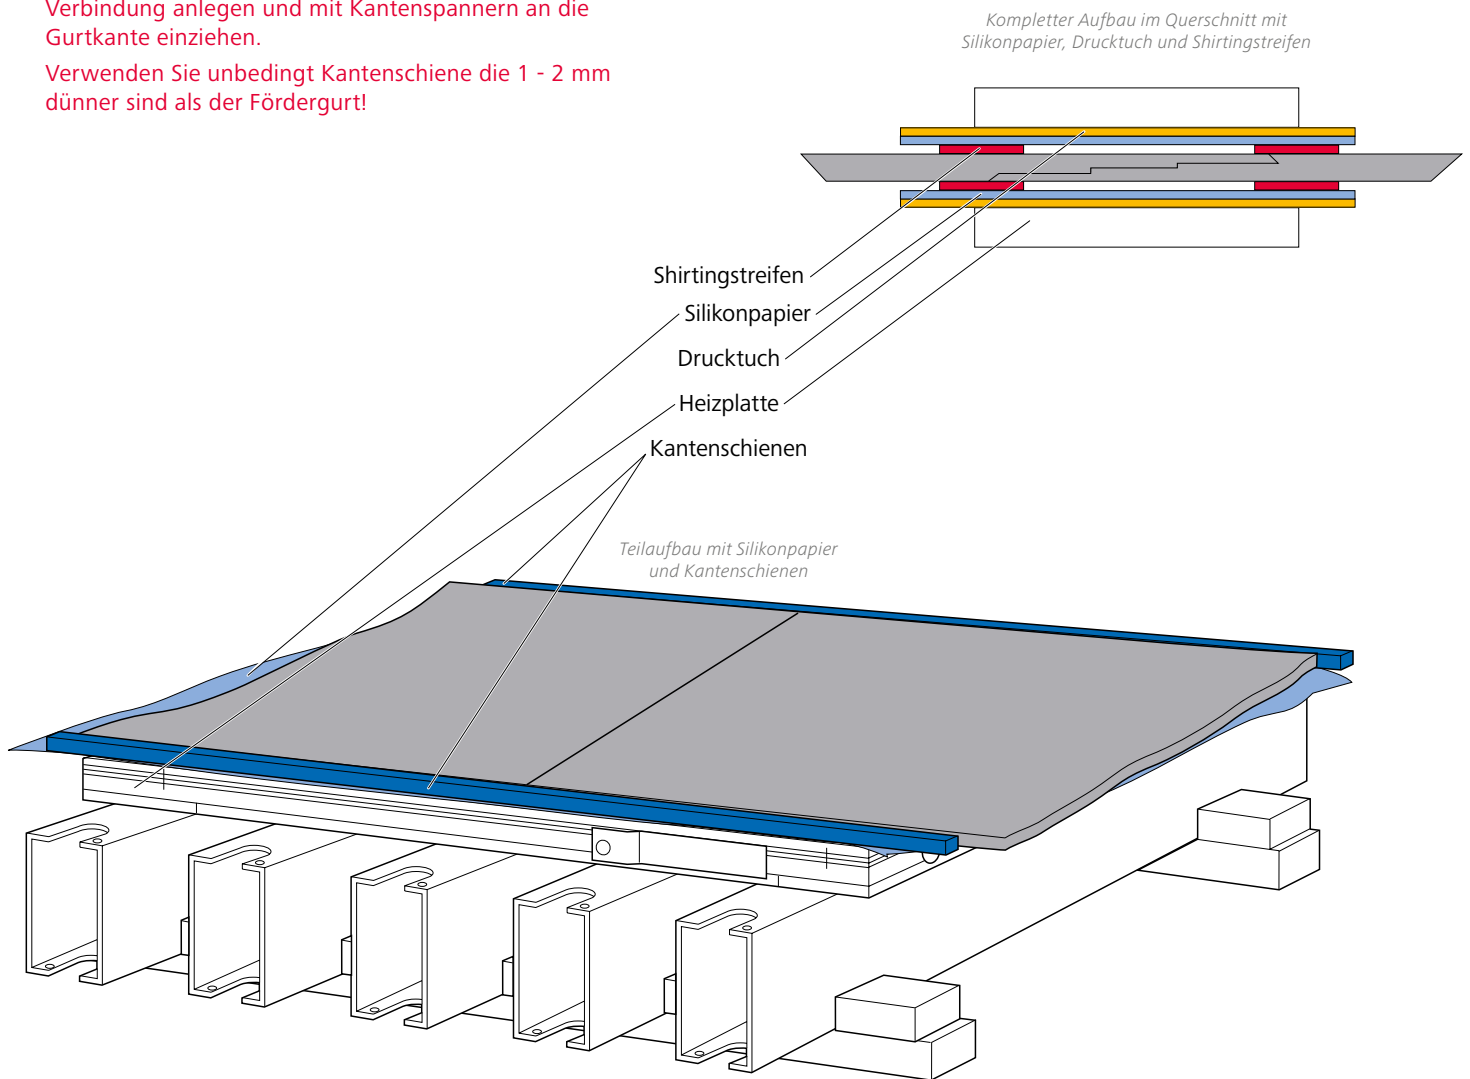 Verbindung anlegen und mit Kantenspannern an die
Gurtkante einziehen.
Verwenden Sie unbedingt Kantenschiene die 1 - 2 mm
dünner sind als der Fördergurt!
Kompletter Aufbau im Querschnitt mit
Silikonpapier, Drucktuch und Shirtingstreifen
Shirtingstreifen
Silikonpapier
Drucktuch
Heizplatte
Kantenschienen
Teilaufbau mit Silikonpapier
und Kantenschienen